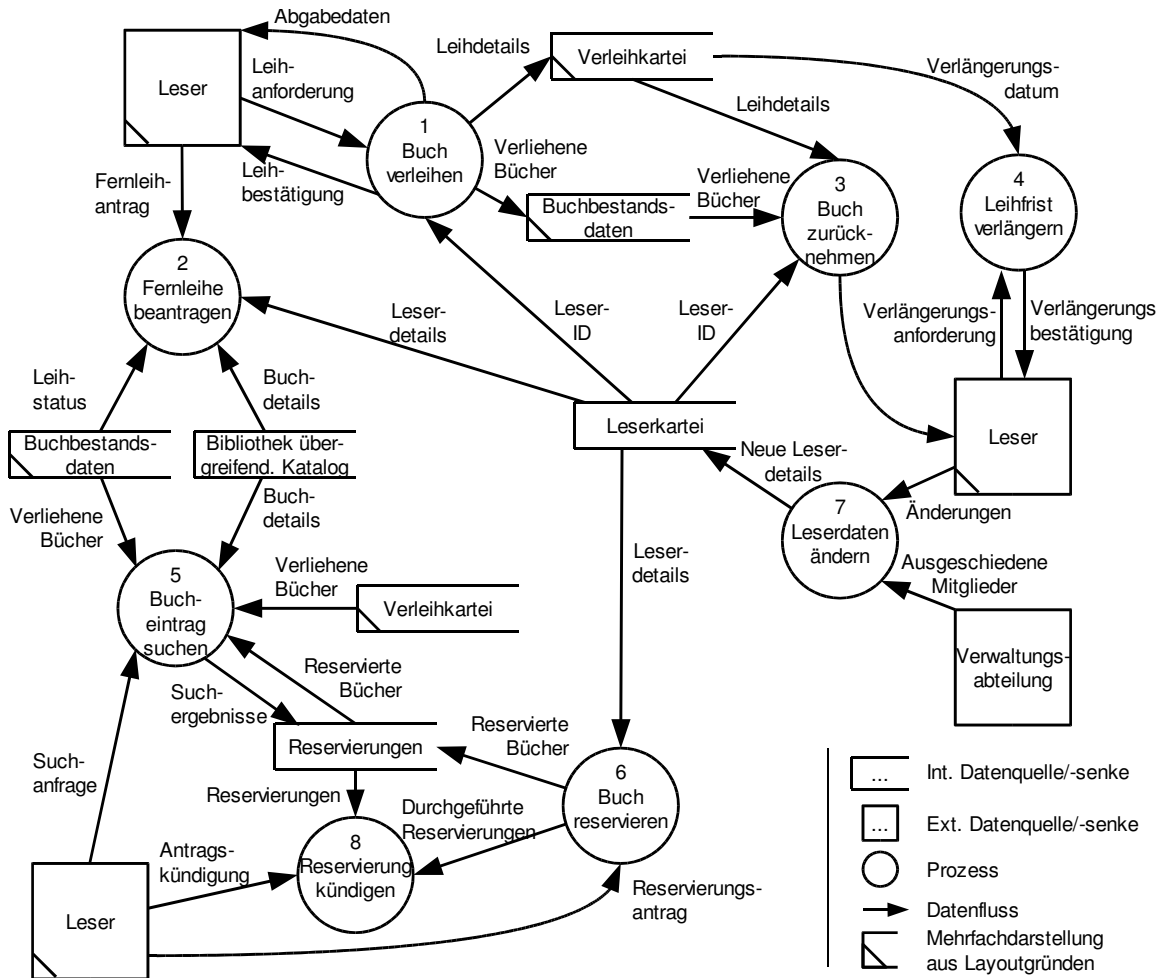 Abgabedaten
Leser
Leih-
anforderung
Leihdetails
Verleihkartei
Verlängerungs-
datum
Leihdetails
1
Buch
verleihen
Leih-
bestätigung
Verliehene
Bücher
Buchbestands-
daten
Verliehene
Bücher
3
Buch
zurück-
nehmen
4
Leihfrist
verlängern
Fernleih-
antrag
2
Fernleihe
beantragen
Leser-
details
Leser-
ID
Leser-
ID
Verlängerungs-
anforderung
Verlängerungs
bestätigung
Leih-
status
Buch-
details
Buchbestands-
daten
Bibliothek über-
greifend. Katalog
Leserkartei
Leser
Neue Leser-
details
Änderungen
7
Leserdaten
ändern
Verliehene
Bücher
Buch-
details
Leser-
details
Ausgeschiedene
Mitglieder
Verwaltungs-
abteilung
5
Buch-
eintrag
suchen
Verliehene
Bücher
Verleihkartei
Reservierte
Bücher
Such-
ergebnisse
Reservierungen
Reservierte
Bücher
6
Buch
reservieren
Such-
anfrage
Reservierungen
Durchgeführte
Reservierungen
8
Reservierung
kündigen
Antrags-
kündigung
Leser
Reservierungs-
antrag
... Int. Datenquelle/-senke
... Ext. Datenquelle/-senke
Prozess
Datenfluss
Mehrfachdarstellung
aus Layoutgründen